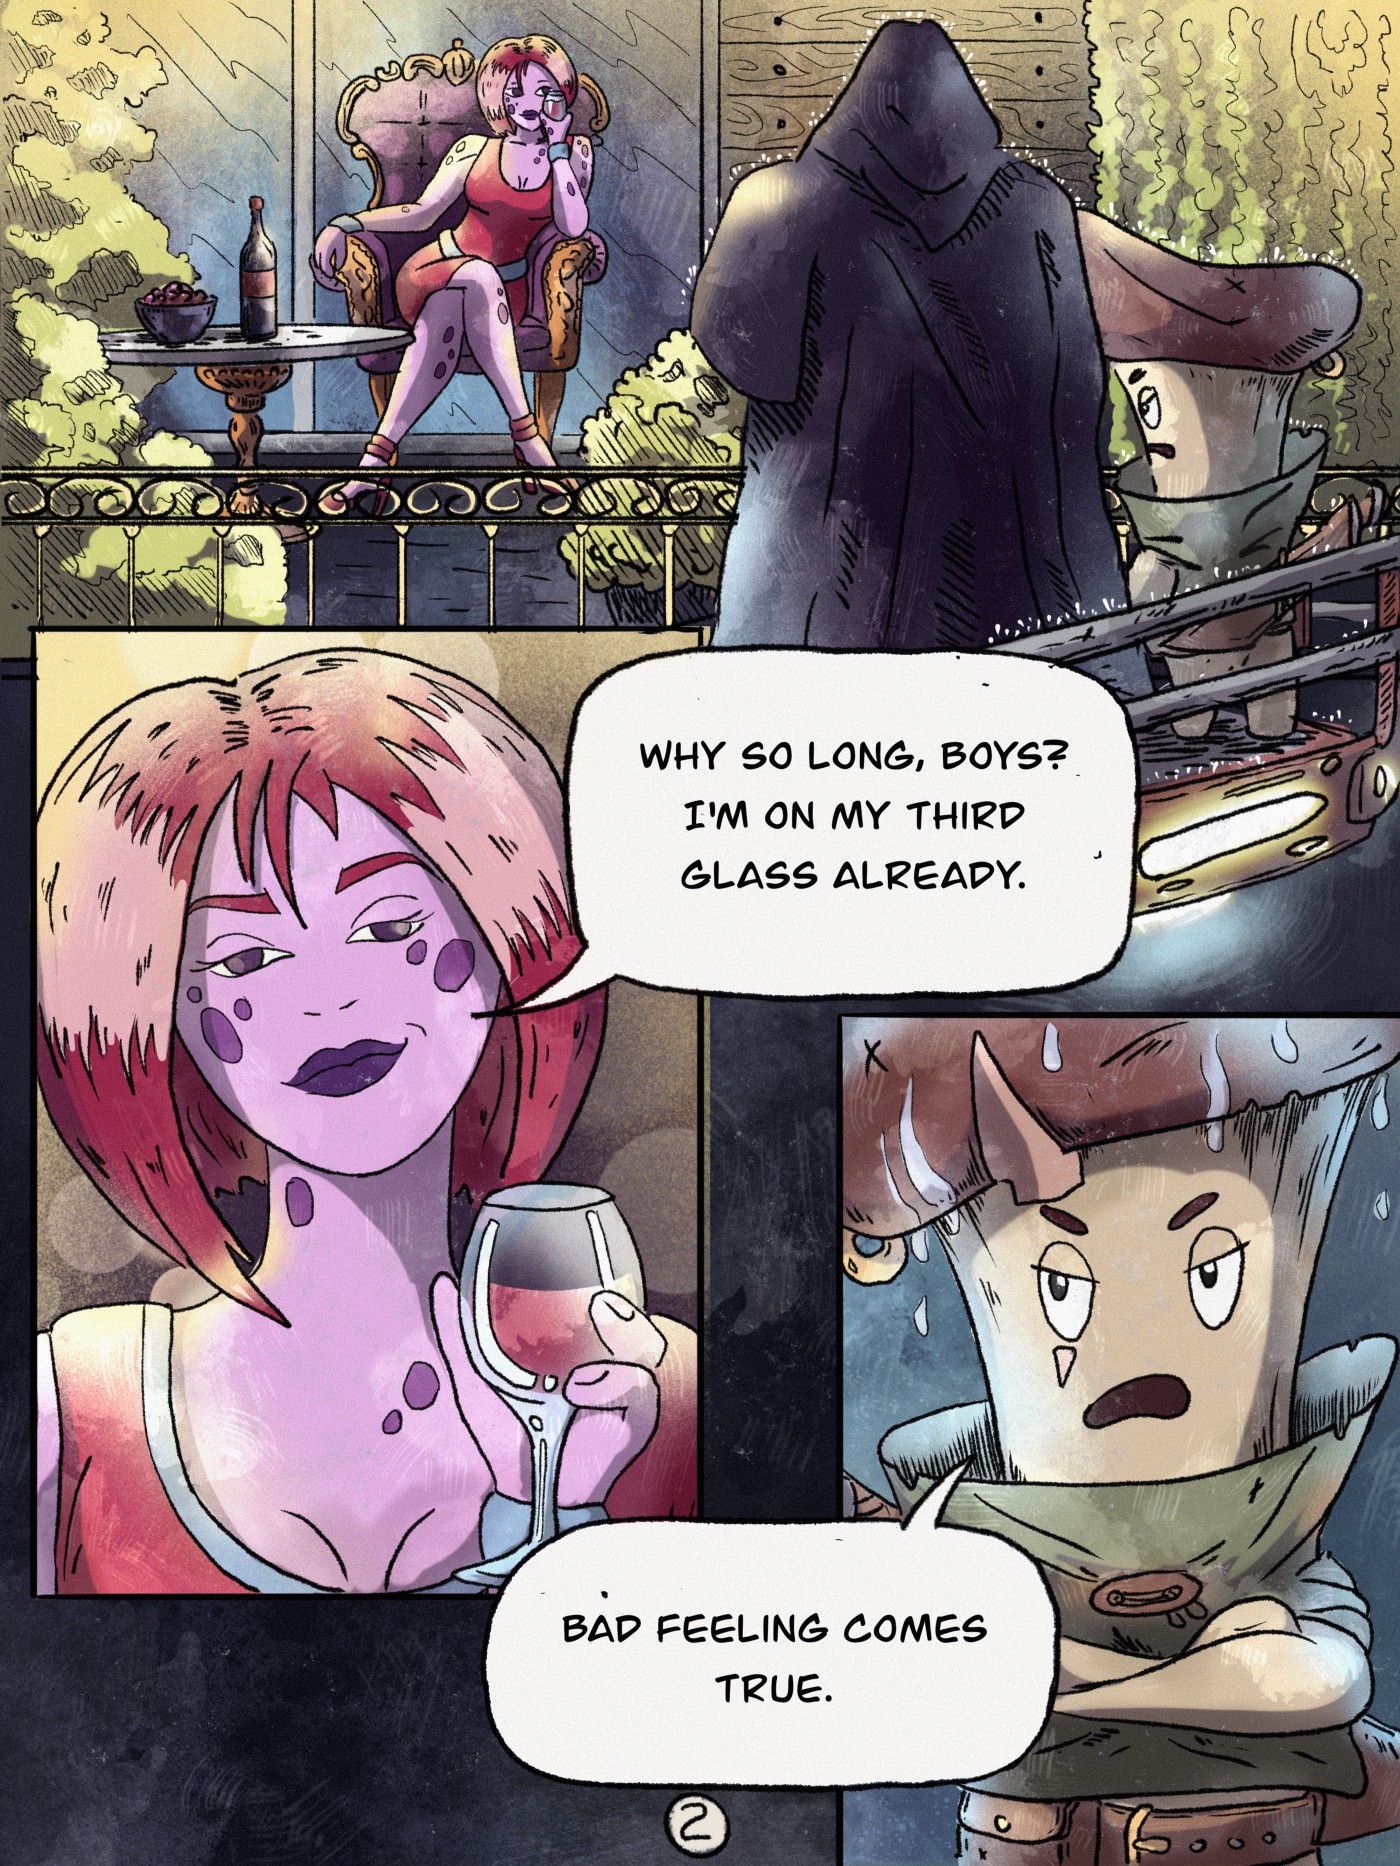 WHY SO LONG, BOYS?
I'M ON MY THIRD
GLASS ALREADY.
BAD FEELING COMES
TRUE.
2